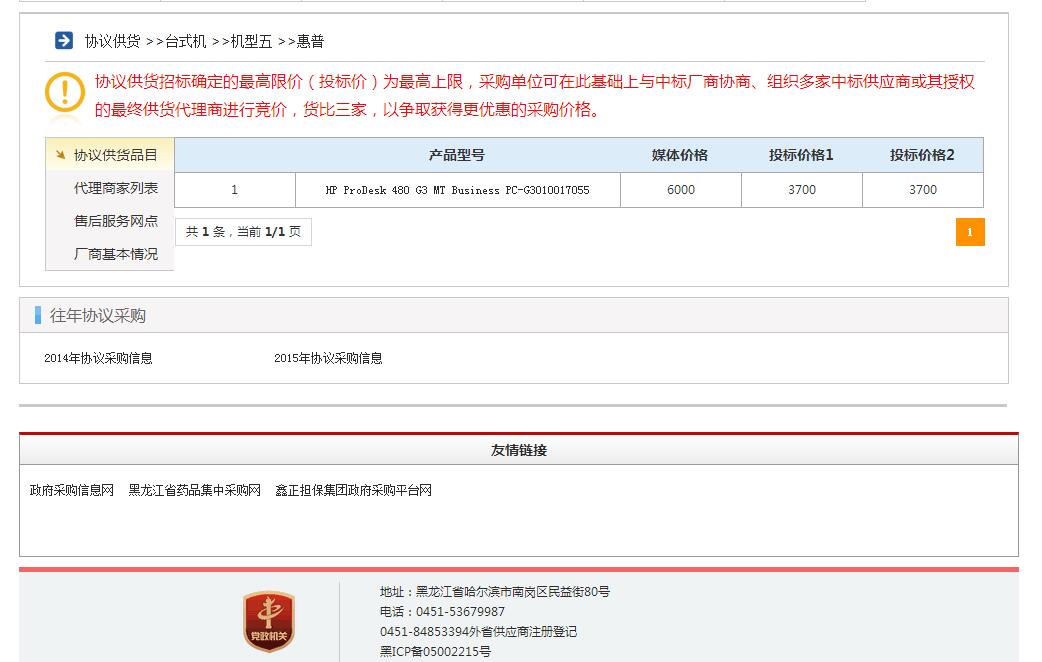 协议供货 >>台式机 >>机型五 >>惠普
协议供货招标确定的最高限价（投标价）为最高上限，采购单位可在此基础上与中标厂商协商、组织多家中标供应商或其授权
的最终供货代理商进行竞价，货比三家，以争取获得更优惠的采购价格。
协议供货品目
代理商家列表
售后服务网点
厂商基本情况
产品型号 媒体价格 投标价格1 投标价格2
1 HP ProDesk 480 G3 MT Business PC-G3010017055 6000 3700 3700
共 1 条，当前 1/1 页
1
往年协议采购
2014年协议采购信息 2015年协议采购信息
友情链接
政府采购信息网 黑龙江省药品集中采购网 鑫正担保集团政府采购平台网
党政机关
地址：黑龙江省哈尔滨市南岗区民益街80号
电话：0451-53679987
0451-84853394外省供应商注册登记
黑ICP备05002215号